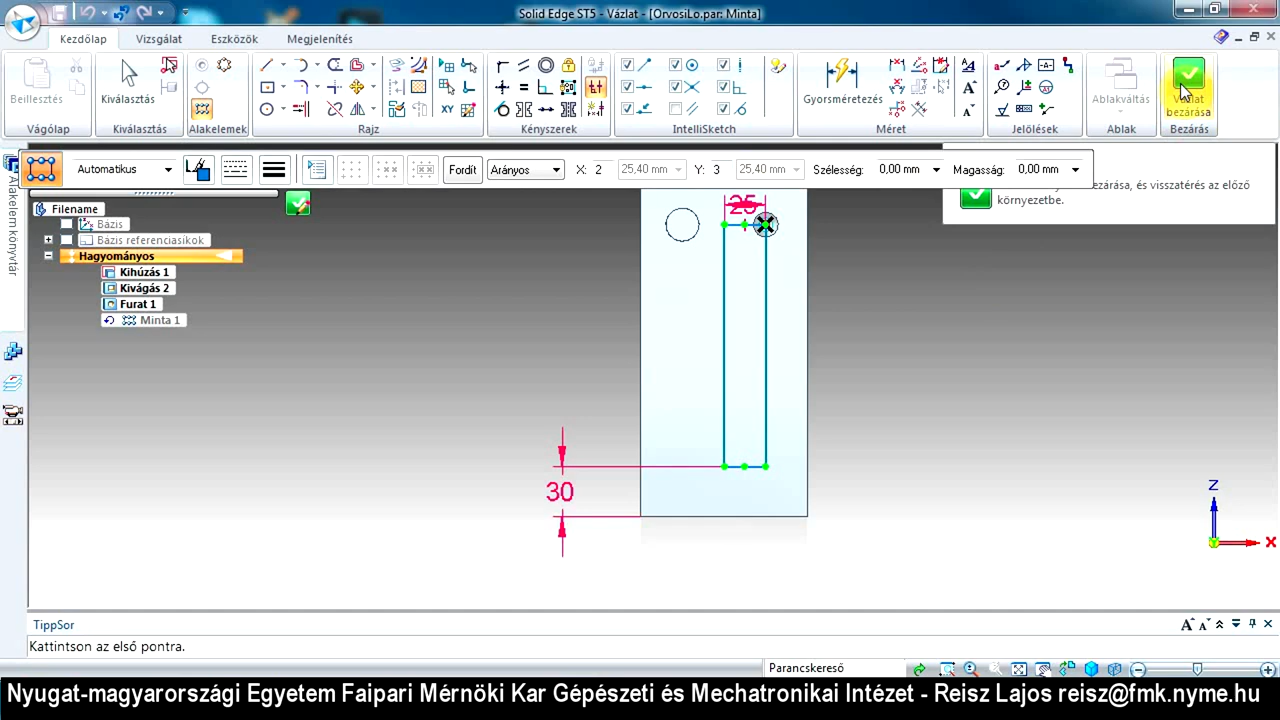 Solid Edge ST5 - Vázlat - [OrvosiLo.par: Minta]
Kezdőlap
Vizsgálat
Eszközök
Megjelenítés
Beillesztés
Kiválasztás
Gyorsméretezés
Ablakváltás
Vázlat
bezárása
Vágólap
Kiválasztás
Alakelemek
Rajz
Kényszerek
IntelliSketch
Méret
Jelölések
Ablak
Bezárás
Automatikus
Fordít
Arányos
X: 2
25,40 mm
Y: 3
25,40 mm
Szélesség:
0,00 mm
Magasság:
0,00 mm
bezárása, és visszatérés az előző
környezetbe.
Alakelem könyvtár
Filename
Bázis
Bázis referenciasíkok
Hagyományos
Kihúzás 1
Kivágás 2
Furat 1
Minta 1
25
30
Z
X
TippSor
Kattintson az első pontra.
Parancskereső
Nyugat-magyarországi Egyetem Faipari Mérnöki Kar Gépészeti és Mechatronikai Intézet - Reisz Lajos reisz@fmk.nyme.hu